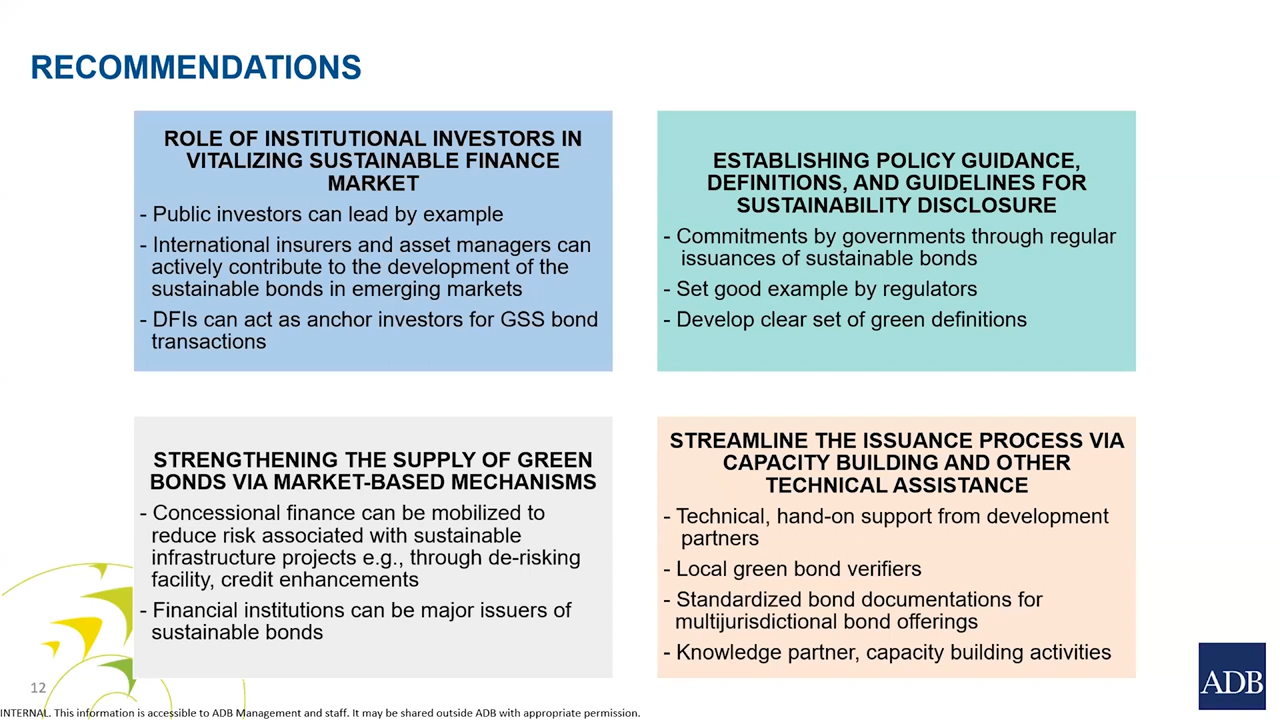 RECOMMENDATIONS
ROLE OF INSTITUTIONAL INVESTORS IN
VITALIZING SUSTAINABLE FINANCE
MARKET
- Public investors can lead by example
- International insurers and asset managers can
actively contribute to the development of the
sustainable bonds in emerging markets
- DFIs can act as anchor investors for GSS bond
transactions
ESTABLISHING POLICY GUIDANCE,
DEFINITIONS, AND GUIDELINES FOR
SUSTAINABILITY DISCLOSURE
- Commitments by governments through regular
issuances of sustainable bonds
- Set good example by regulators
- Develop clear set of green definitions
STRENGTHENING THE SUPPLY OF GREEN
BONDS VIA MARKET-BASED MECHANISMS
- Concessional finance can be mobilized to
reduce risk associated with sustainable
infrastructure projects e.g., through de-risking
facility, credit enhancements
- Financial institutions can be major issuers of
sustainable bonds
STREAMLINE THE ISSUANCE PROCESS VIA
CAPACITY BUILDING AND OTHER
TECHNICAL ASSISTANCE
- Technical, hand-on support from development
partners
- Local green bond verifiers
- Standardized bond documentations for
multijurisdictional bond offerings
- Knowledge partner, capacity building activities
12
ADB
INTERNAL. This information is accessible to ADB Management and staff. It may be shared outside ADB with appropriate permission.